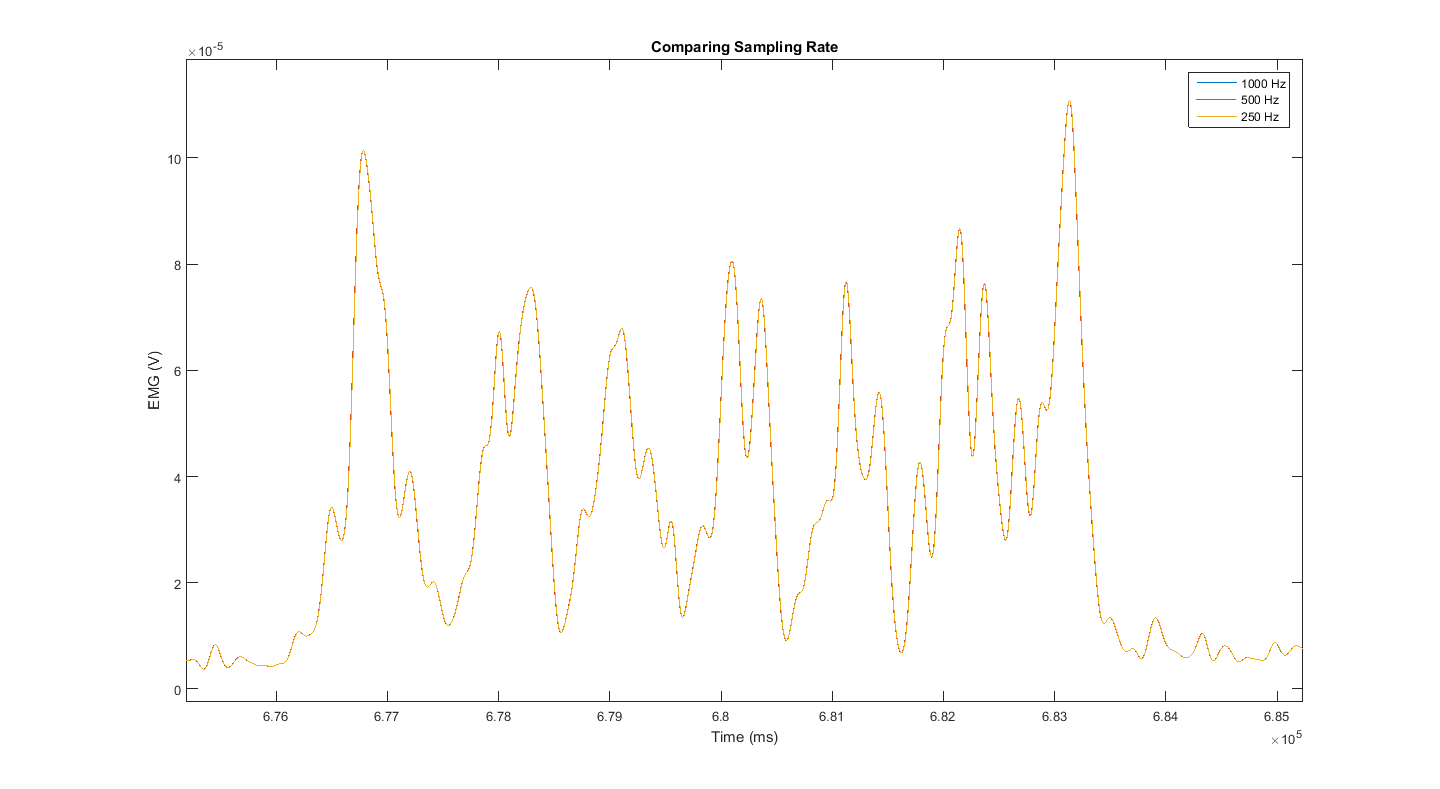 Comparing Sampling Rate
×10-5
1000 Hz
500 Hz
250 Hz
10
8
6
4
2
0
EMG (V)
6.76 6.77 6.78 6.79 6.8 6.81 6.82 6.83 6.84 6.85
Time (ms)
×105